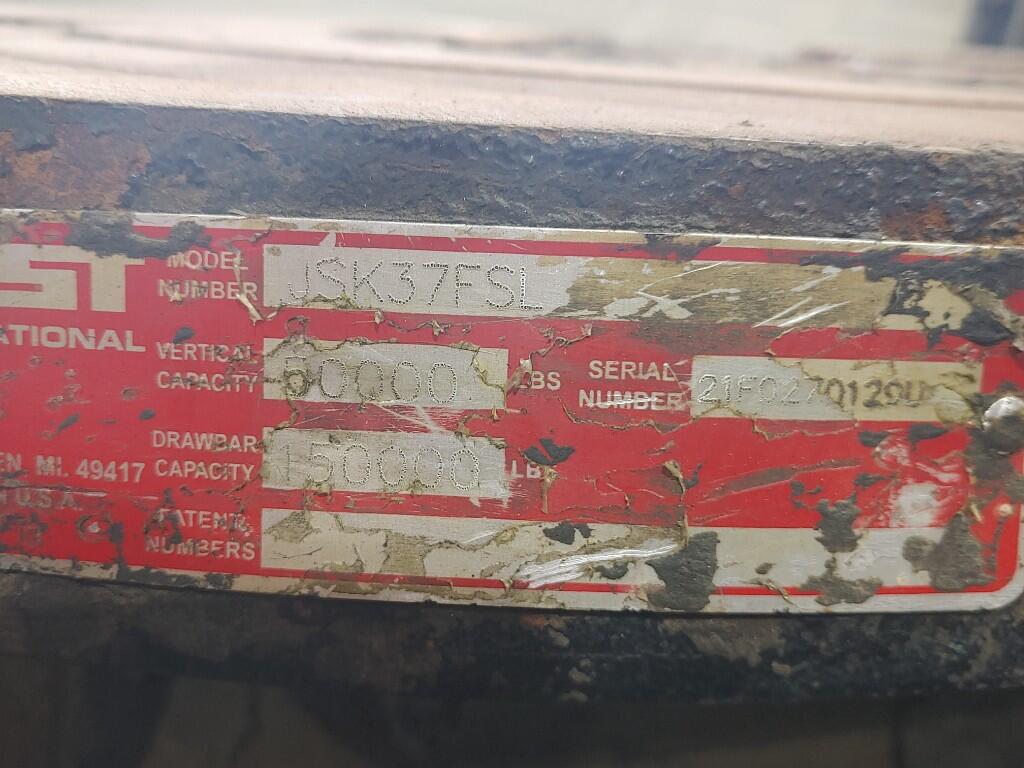 ST
ATIONAL
MODEL NUMBER JSK37FSL
VERTICAL CAPACITY 50000 LBS
SERIAL NUMBER
DRAWBAR CAPACITY 150000 LB
EN, MI. 49417
N U.S.A.
PATENT NUMBERS